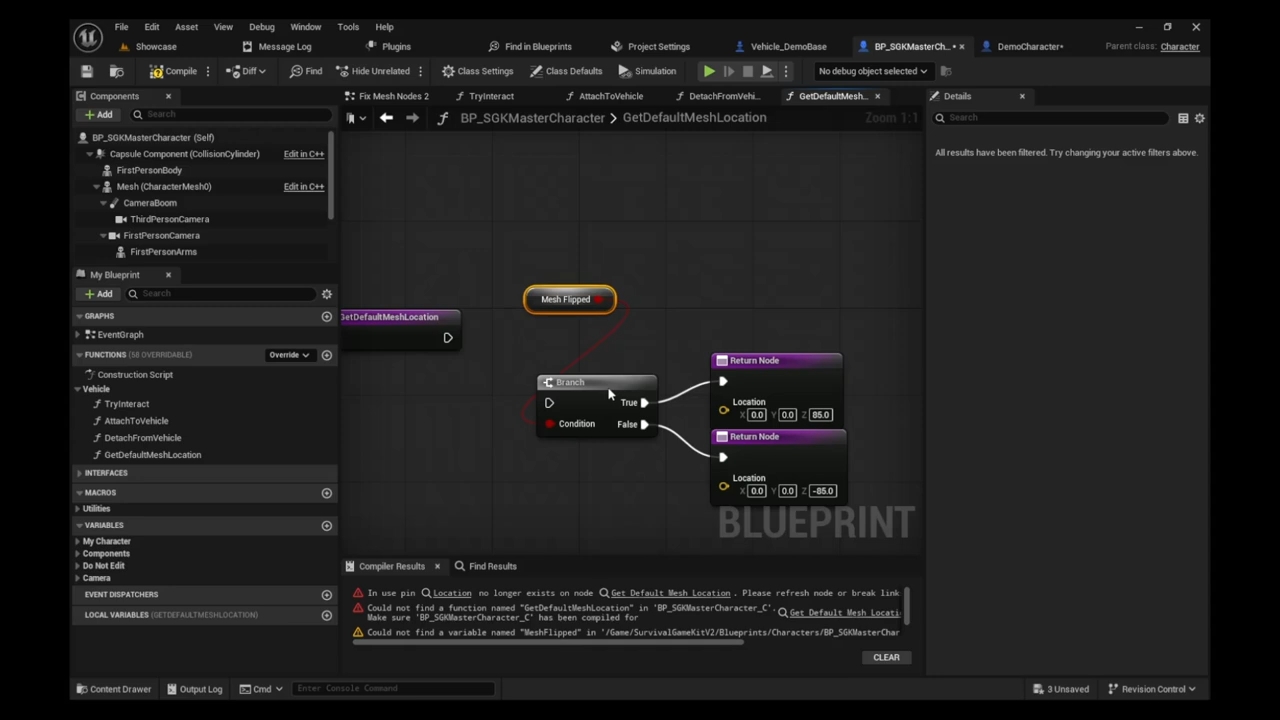 File Edit Asset View Debug Window Tools Help
Showcase Message Log Plugins Find in Blueprints Project Settings Vehicle_DemoBase BP_SGKMasterCh... • DemoCharacter• Parent class: Character
Compile Diff Find Hide Unrelated Class Settings Class Defaults Simulation No debug object selected
Components Fix Mesh Nodes 2 TryInteract AttachToVehicle DetachFromVehi... GetDefaultMesh... Details
+ Add Search BP_SGKMasterCharacter > GetDefaultMeshLocation Zoom 1:1 Search
BP_SGKMasterCharacter (Self)
Capsule Component (CollisionCylinder) Edit in C++
All results have been filtered. Try changing your active filters above.
FirstPersonBody
Mesh (CharacterMesh0) Edit in C++
CameraBoom
ThirdPersonCamera
FirstPersonCamera
FirstPersonArms
My Blueprint
+ Add Search
GRAPHS
EventGraph
FUNCTIONS (58 OVERRIDABLE) Override
Construction Script
Vehicle
TryInteract
AttachToVehicle
DetachFromVehicle
GetDefaultMeshLocation
INTERFACES
MACROS
Utilities
VARIABLES
My Character
Components
Do Not Edit
Camera
EVENT DISPATCHERS
LOCAL VARIABLES (GETDEFAULTMESHLOCATION)
GetDefaultMeshLocation
Mesh Flipped
Branch
True
Condition False
Return Node
Location
X 0.0 Y 0.0 Z 85.0
Return Node
Location
X 0.0 Y 0.0 Z -85.0
BLUEPRINT
Compiler Results Find Results
In use pin Location no longer exists on node Get Default Mesh Location . Please refresh node or break link
Could not find a function named "GetDefaultMeshLocation" in 'BP_SGKMasterCharacter_C'. Get Default Mesh Locati
Make sure 'BP_SGKMasterCharacter_C' has been compiled for
Could not find a variable named "MeshFlipped" in '/Game/SurvivalGameKitV2/Blueprints/Characters/BP_SGKMasterChar
CLEAR
Content Drawer Output Log Cmd Enter Console Command 3 Unsaved Revision Control